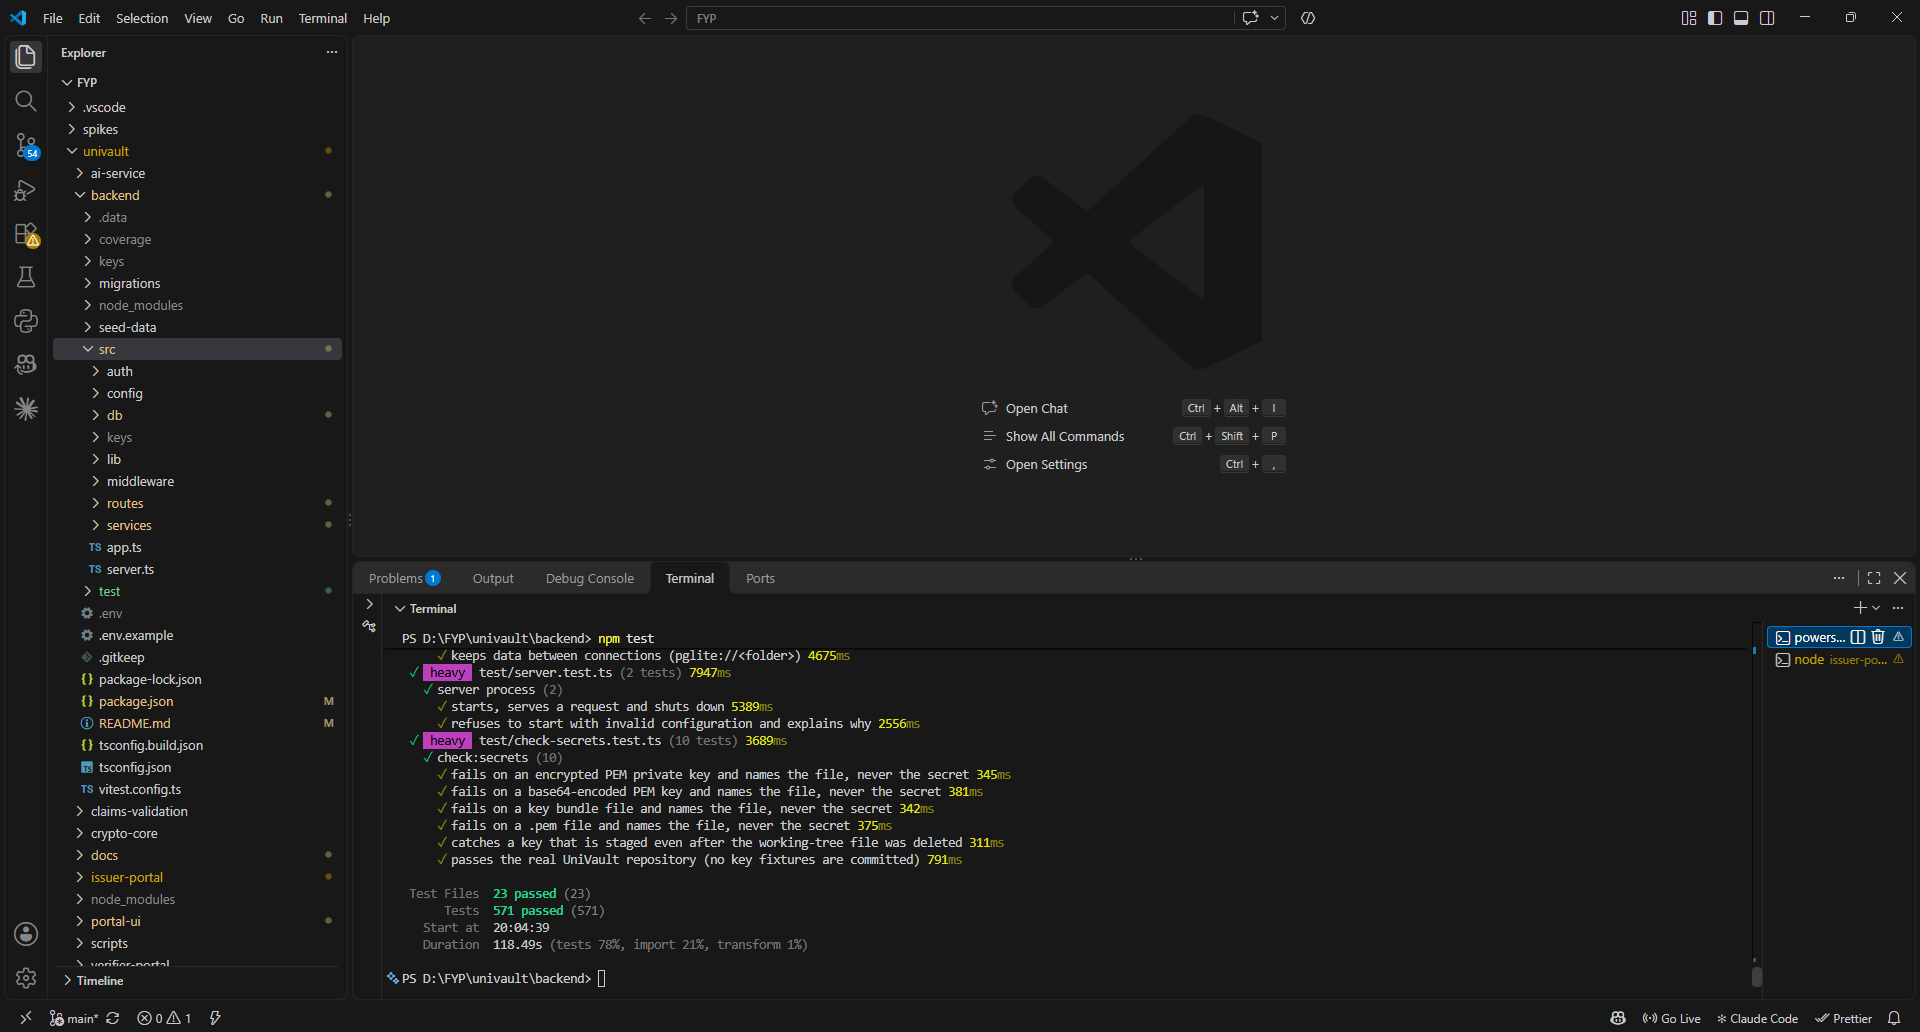 File Edit Selection View Go Run Terminal Help
FYP
Explorer
FYP
.vscode
spikes
univault
ai-service
backend
.data
coverage
keys
migrations
node_modules
seed-data
src
auth
config
db
keys
lib
middleware
routes
services
TS app.ts
TS server.ts
test
.env
.env.example
.gitkeep
{} package-lock.json
{} package.json M
README.md M
{} tsconfig.build.json
tsconfig.json
TS vitest.config.ts
claims-validation
crypto-core
docs
issuer-portal
node_modules
portal-ui
scripts
verifier-portal
Timeline
54
Open Chat Ctrl + Alt + I
Show All Commands Ctrl + Shift + P
Open Settings Ctrl + ,
Problems 1 Output Debug Console Terminal Ports
Terminal
PS D:\FYP\univault\backend> npm test
✓ keeps data between connections (pglite://<folder>) 4675ms
✓ heavy test/server.test.ts (2 tests) 7947ms
✓ server process (2)
✓ starts, serves a request and shuts down 5389ms
✓ refuses to start with invalid configuration and explains why 2556ms
✓ heavy test/check-secrets.test.ts (10 tests) 3689ms
✓ check:secrets (10)
✓ fails on an encrypted PEM private key and names the file, never the secret 345ms
✓ fails on a base64-encoded PEM key and names the file, never the secret 381ms
✓ fails on a key bundle file and names the file, never the secret 342ms
✓ fails on a .pem file and names the file, never the secret 375ms
✓ catches a key that is staged even after the working-tree file was deleted 311ms
✓ passes the real UniVault repository (no key fixtures are committed) 791ms
Test Files 23 passed (23)
Tests 571 passed (571)
Start at 20:04:39
Duration 118.49s (tests 78%, import 21%, transform 1%)
PS D:\FYP\univault\backend>
powers...
node issuer-po...
main* 0 1
Go Live Claude Code Prettier